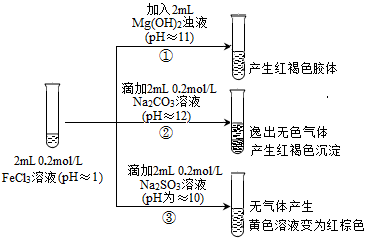 加入2mL
Mg(OH)₂浊液
(pH≈11)
①
产生红褐色胶体
滴加2mL 0.2mol/L
Na2CO3溶液
(pH≈12)
②
逸出无色气体
产生红褐色沉淀
2mL 0.2mol/L
FeCl3溶液(pH≈1)
滴加2mL 0.2mol/L
Na2SO3溶液
(pH为≈10)
③
无气体产生
黄色溶液变为红棕色